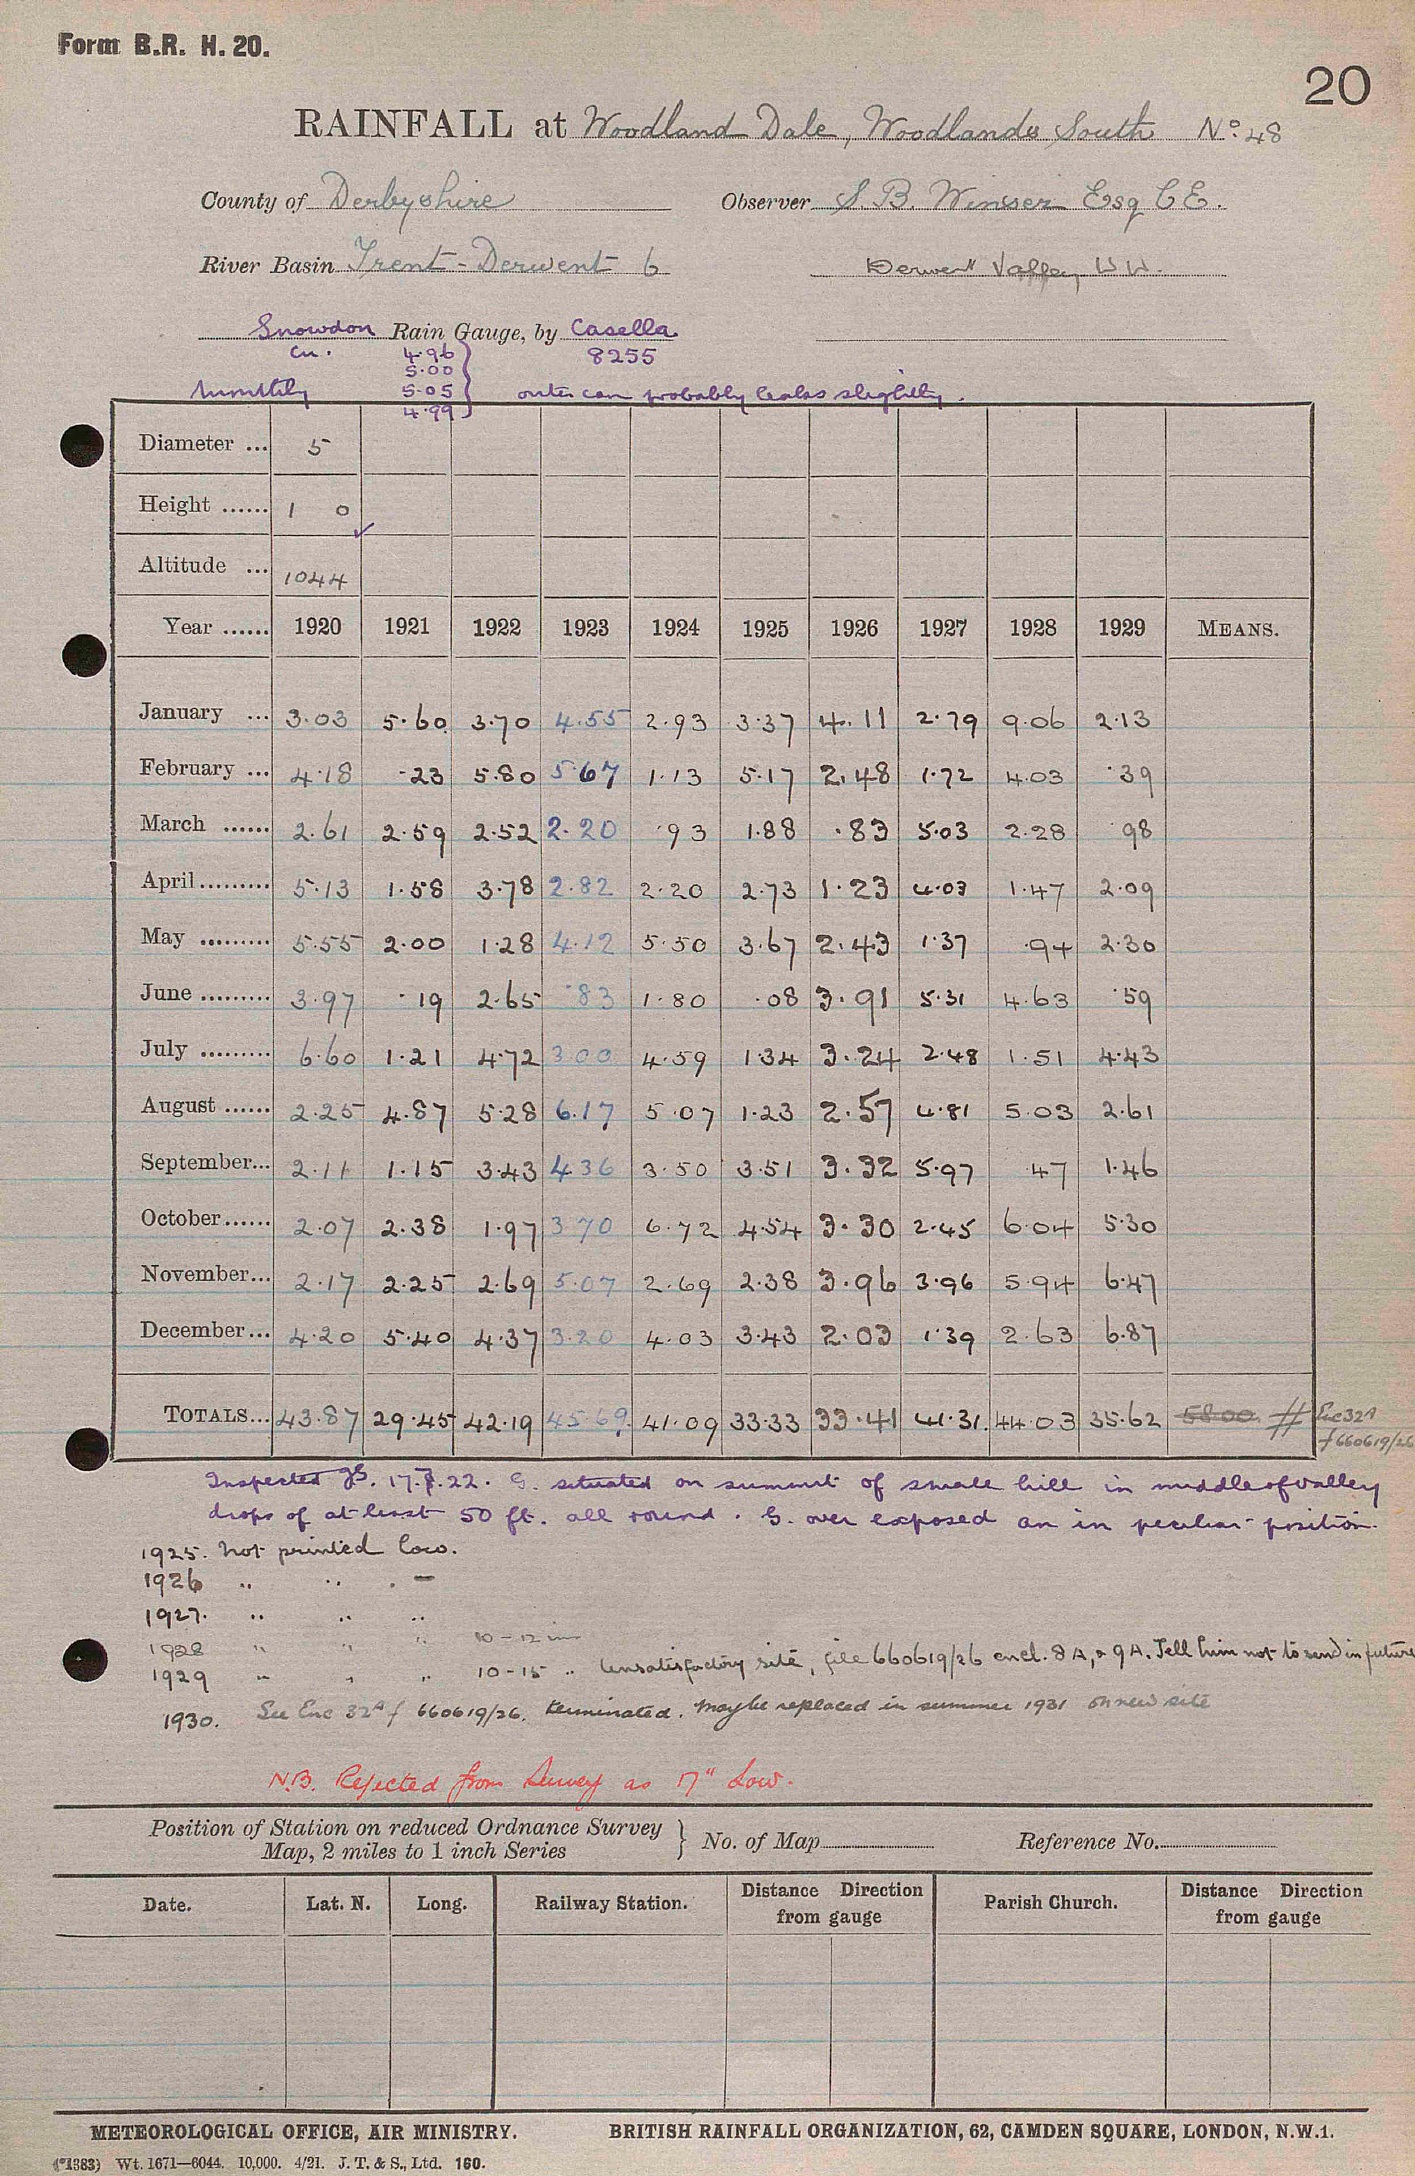 Form B.R. H. 20.
20
RAINFALL at Woodland Dale, Woodlands South No. 48
County of Derbyshire Observer S. B. Winser Esq C.E.
River Basin Trent - Derwent 6 Derwent Valley W W.
Snowdon Rain Gauge, by Casella
cu. 4.96 8255
5.00
Monthly 5.05 outer can probably leaks slightly.
4.99
Diameter ... 5
Height ...... 1 0 ✓
Altitude ... 1044
Year ...... 1920 1921 1922 1923 1924 1925 1926 1927 1928 1929 MEANS.
January ... 3.03 5.60 3.70 4.55 2.93 3.37 4.11 2.79 9.06 2.13
February ... 4.18 .23 5.80 5.67 1.13 5.17 2.48 1.72 4.03 .39
March ...... 2.61 2.59 2.52 2.20 .93 1.88 .83 5.03 2.28 .98
April ......... 5.13 1.58 3.78 2.82 2.20 2.73 1.23 4.03 1.47 2.09
May ......... 5.55 2.00 1.28 4.12 5.50 3.67 2.43 1.37 .94 2.30
June ......... 3.97 .19 2.65 .83 1.80 .08 3.91 5.31 4.63 .59
July ......... 6.60 1.21 4.72 3.00 4.59 1.34 3.24 2.48 1.51 4.43
August ...... 2.25 4.87 5.28 6.17 5.07 1.23 2.57 4.81 5.03 2.61
September... 2.11 1.15 3.43 4.36 3.50 3.51 3.32 5.97 .47 1.46
October ...... 2.07 2.38 1.97 3.70 6.72 4.54 3.30 2.45 6.04 5.30
November... 2.17 2.25 2.69 5.07 2.69 2.38 3.96 3.96 5.94 6.47
December... 4.20 5.40 4.37 3.20 4.03 3.43 2.03 1.39 2.63 6.87
TOTALS... 43.87 29.45 42.19 45.69 41.09 33.33 33.41 41.31 44.03 35.62 58.00 # Enc 32A
f 660619/26
Inspected 17.7.22. G. situated on summit of small hill in middle of valley
drops of at least 50 ft. all round. G. over exposed an in peculiar position.
1925. Not printed low.
1926 " " " —
1927. " " "
1928 " " " 10–12 in
1929 " " " 10–15 " Unsatisfactory site, file 660619/26 encl. 8A, & 9A. Tell him not to send in future
1930. See Enc 32A f 660619/26. terminated. Maybe replaced in summer 1931 on new site
N.B. Rejected from Survey as 17" Low.
Position of Station on reduced Ordnance Survey
Map, 2 miles to 1 inch Series } No. of Map Reference No.
Date. Lat. N. Long. Railway Station. Distance Direction from gauge Parish Church. Distance Direction from gauge
METEOROLOGICAL OFFICE, AIR MINISTRY. BRITISH RAINFALL ORGANIZATION, 62, CAMDEN SQUARE, LONDON, N.W.1.
(*1383) Wt. 1671—6044. 10,000. 4/21. J. T. & S., Ltd. 160.